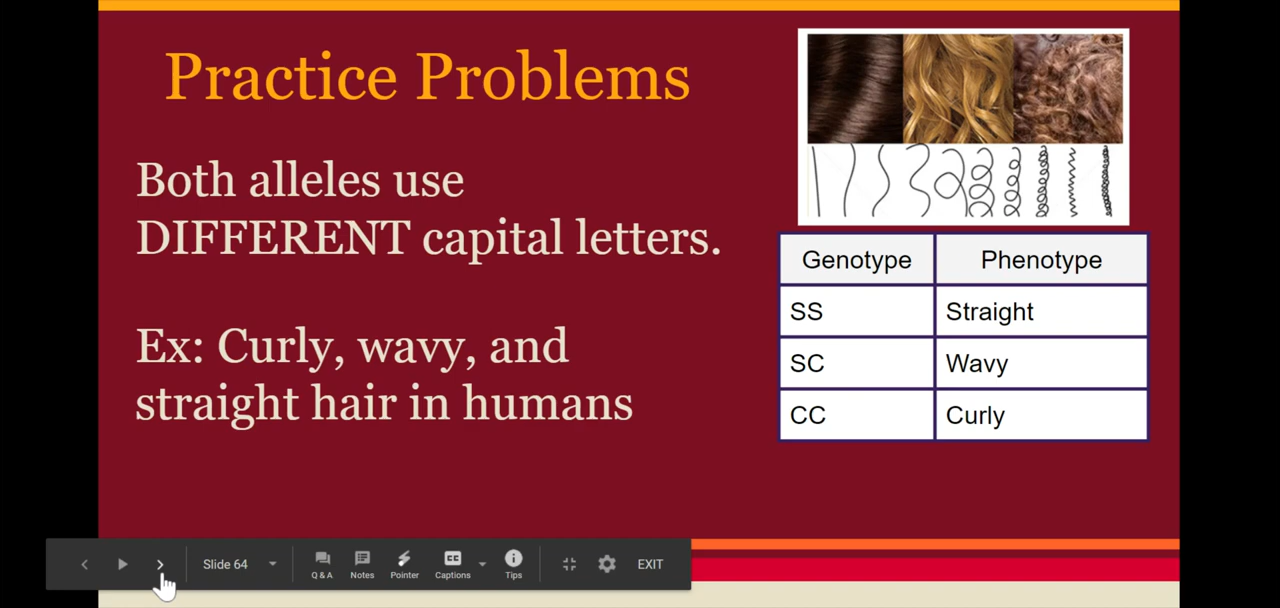 Practice Problems
Both alleles use
DIFFERENT capital letters.
Ex: Curly, wavy, and
straight hair in humans
Genotype Phenotype
SS Straight
SC Wavy
CC Curly
Slide 64 Q & A Notes Pointer Captions Tips EXIT